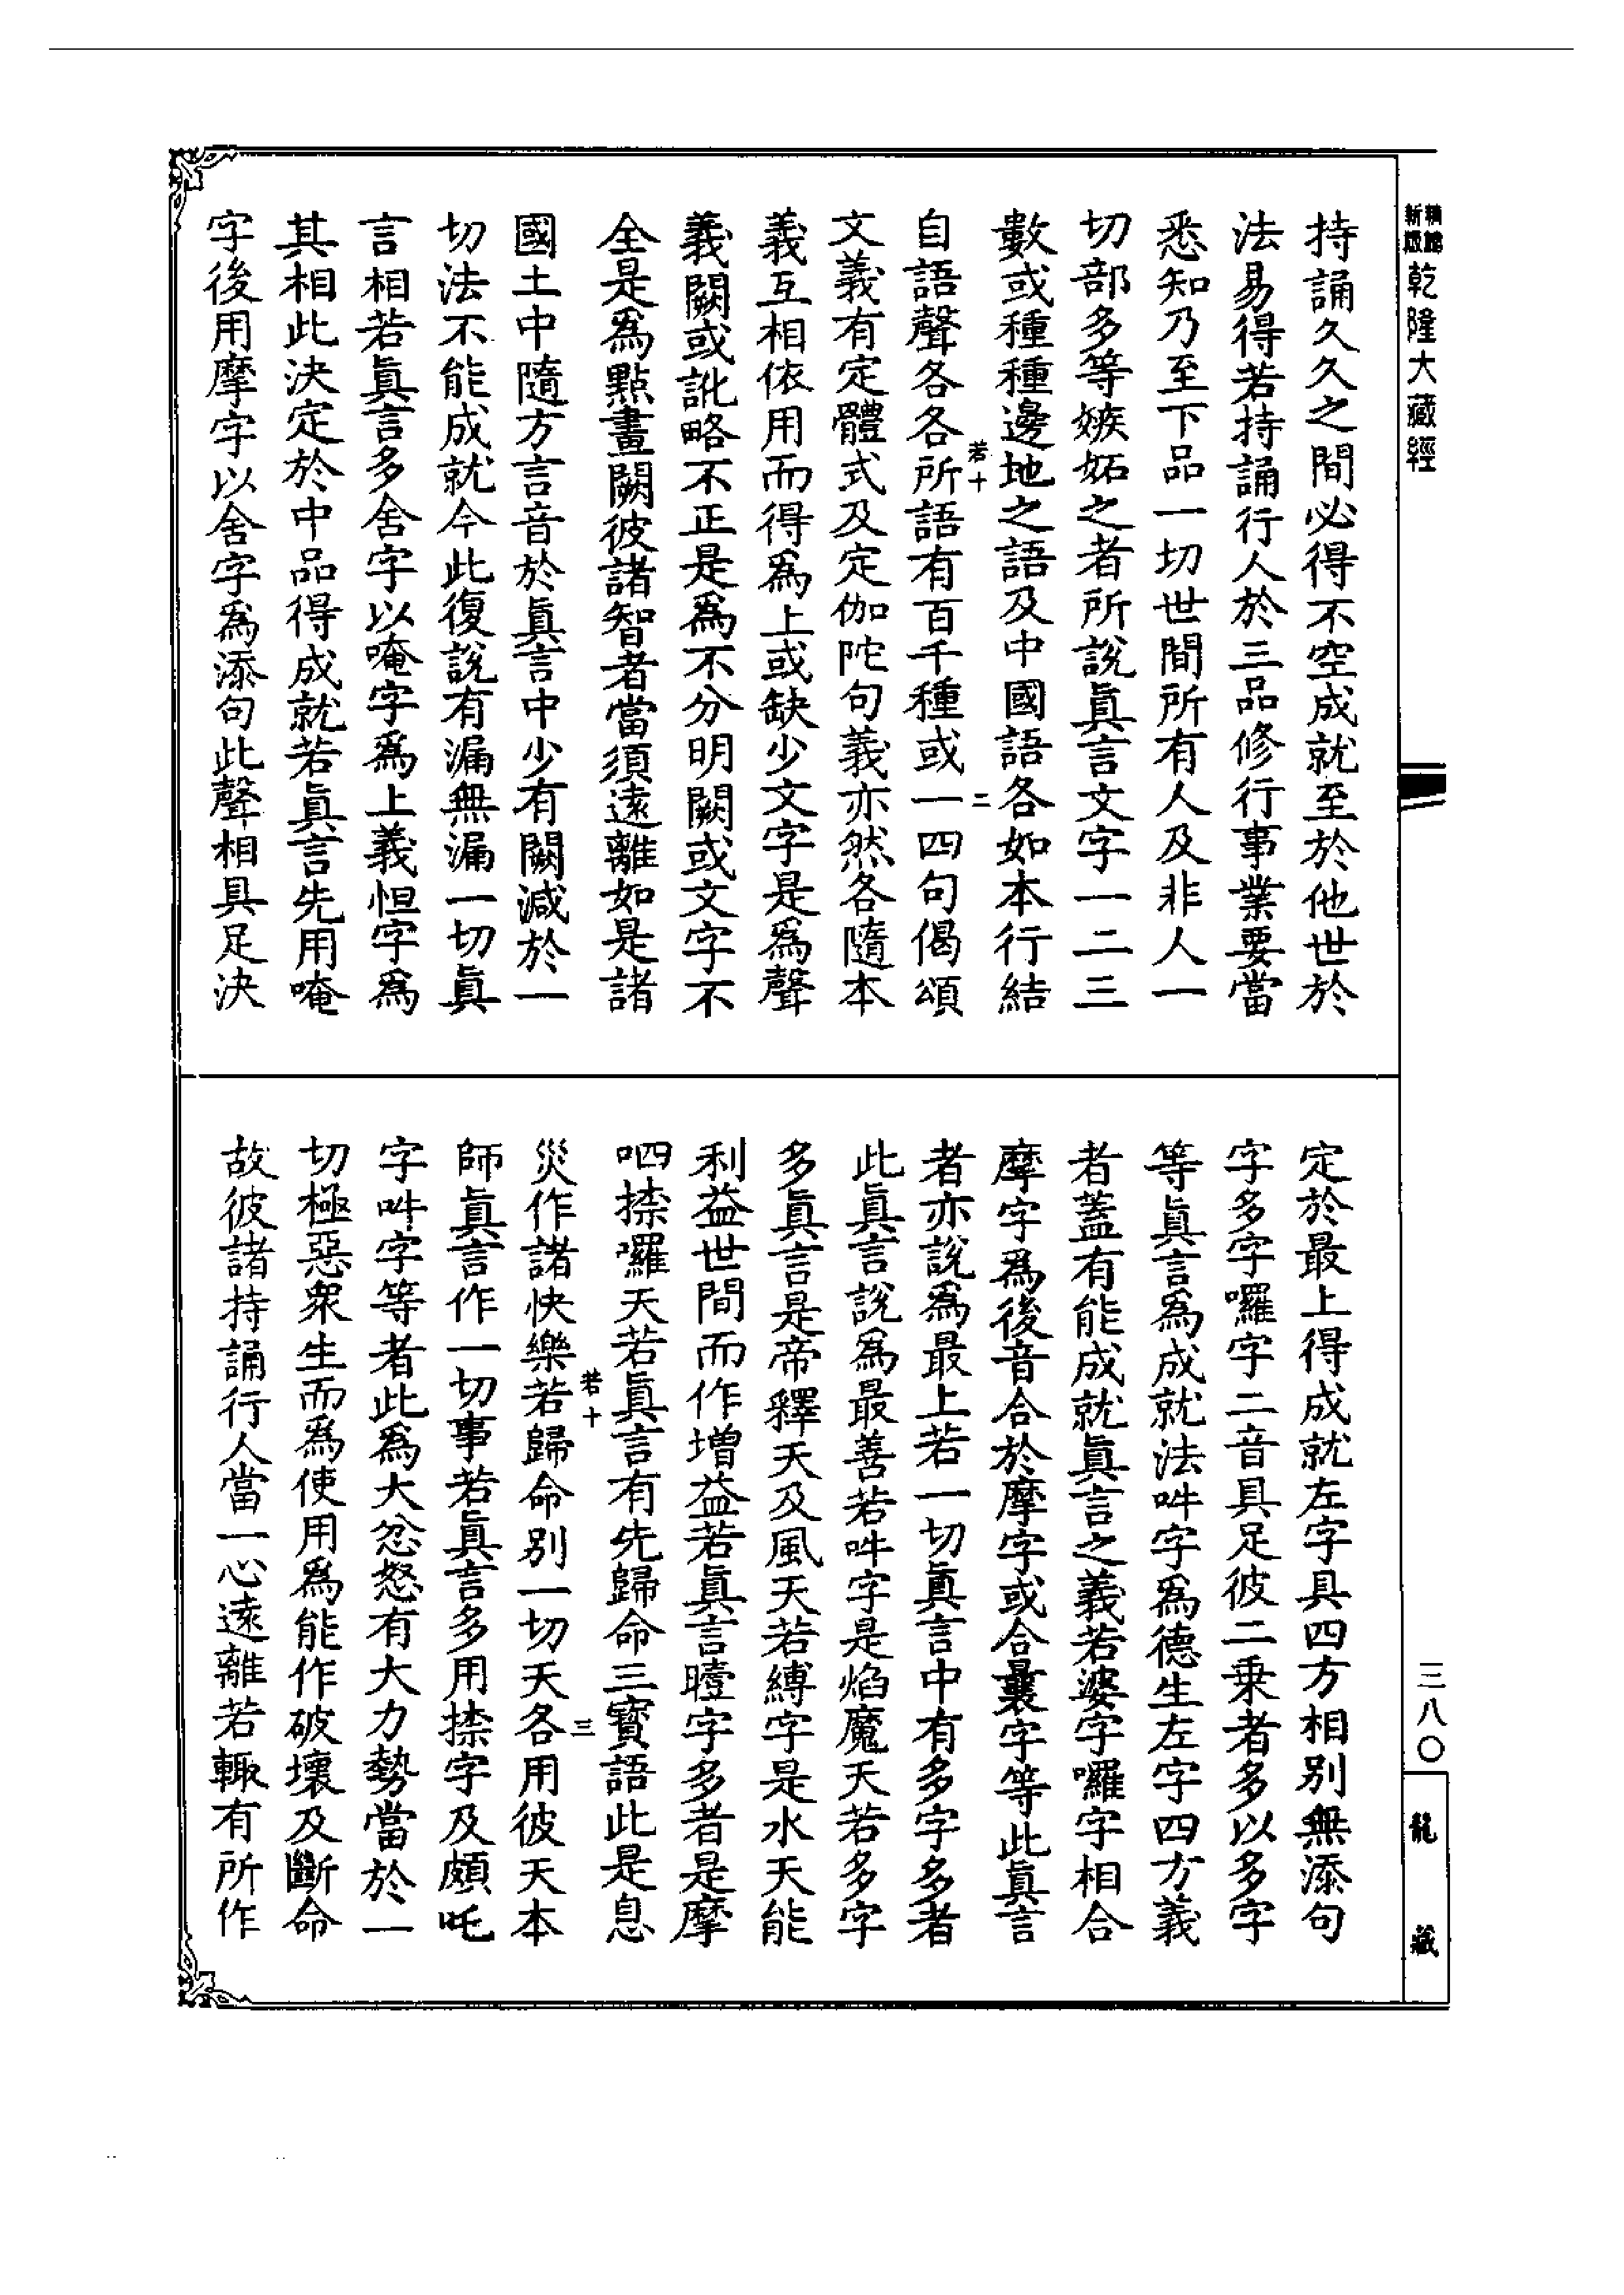 乾隆大藏經
持誦久久之間必得不空成就至於他世於
法易得若持誦行人於三品修行事業要當
悉知乃至下品一切世間所有人及非人一
切部多等嫉妬之者所說眞言文字一二三
數或種種邊地之語及中國語各如本行結
若十
二
自語聲各各所語有百千種或一四句偈頌
文義有定體式及定伽陀句義亦然各隨本
義互相依用而得爲上或缺少文字是爲聲
義闕或訛略不正是爲不分明闕或文字不
全是爲點畫闕彼諸智者當須遠離如是諸
國土中隨方言音於眞言中少有闕減於一
切法不能成就今此復說有漏無漏一切眞
言相若眞言多舍字以唵字爲上義怛字爲
其相此決定於中品得成就若眞言先用唵
字後用摩字以舍字爲添句此聲相具足決
定於最上得成就左字具四方相別無添句
字多字囉字二音具足彼二乗者多以多字
等眞言爲成就法吽字爲德生左字四方義
者蓋有能成就眞言之義若婆字囉字相合
摩字爲後音合於摩字或合曩字等此眞言
者亦說爲最上若一切眞言中有多字多者
此眞言說爲最善若吽字是焰魔天若多字
多眞言是帝釋天及風天若縛字是水天能
利益世間而作增益若眞言曀字多者是摩
呬捺囉天若眞言有先歸命三寳語此是息
若十
三
災作諸快樂若歸命別一切天各用彼天本
師眞言作一切事若眞言多用捺字及頗吒
字吽字等者此爲大忿怒有大力勢當於一
切極惡衆生而爲使用爲能作破壞及斷命
故彼諸持誦行人當一心遠離若輙有所作
三八〇
龍藏